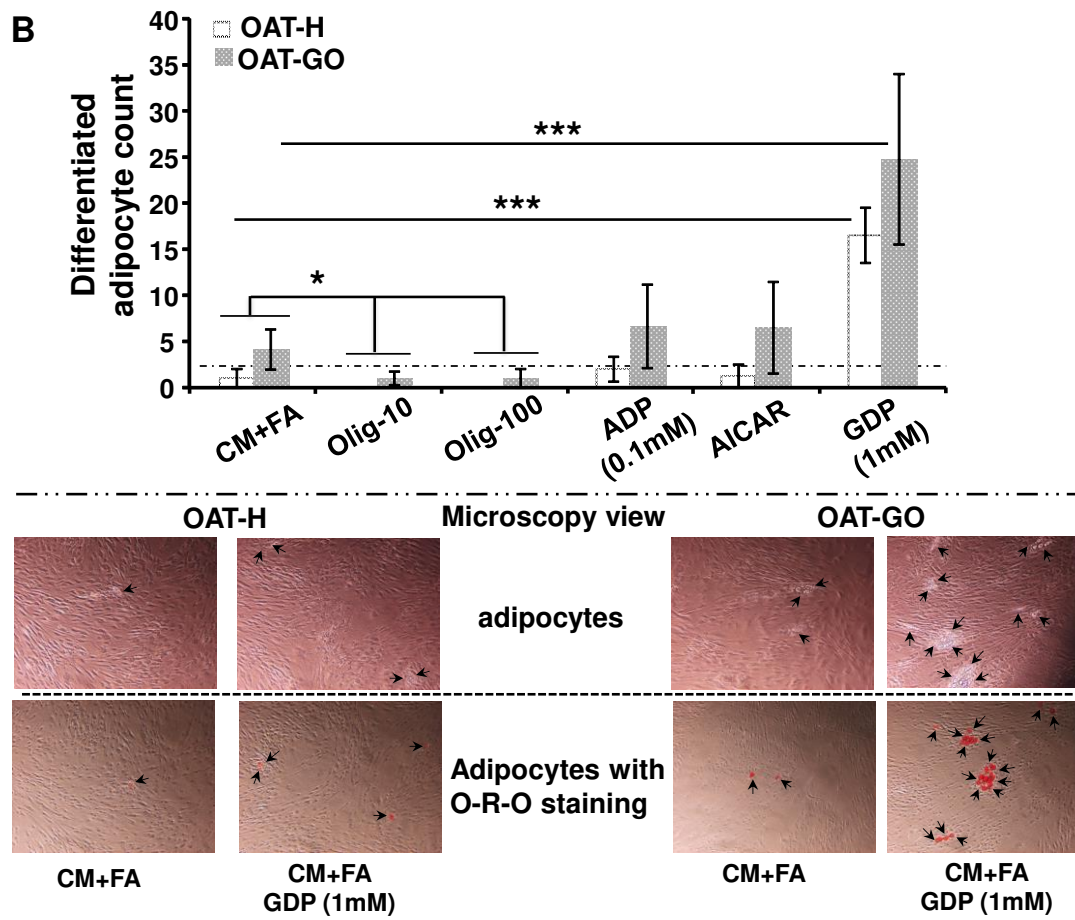 B
OAT-H
OAT-GO
Differentiated
adipocyte count
40
35
30
25
20
15
10
5
0
***
***
*
CM+FA
Olig-10
Olig-100
ADP
(0.1mM)
AICAR
GDP
(1mM)
OAT-H
Microscopy view
OAT-GO
adipocytes
Adipocytes with
O-R-O staining
CM+FA
CM+FA
GDP (1mM)
CM+FA
CM+FA
GDP (1mM)